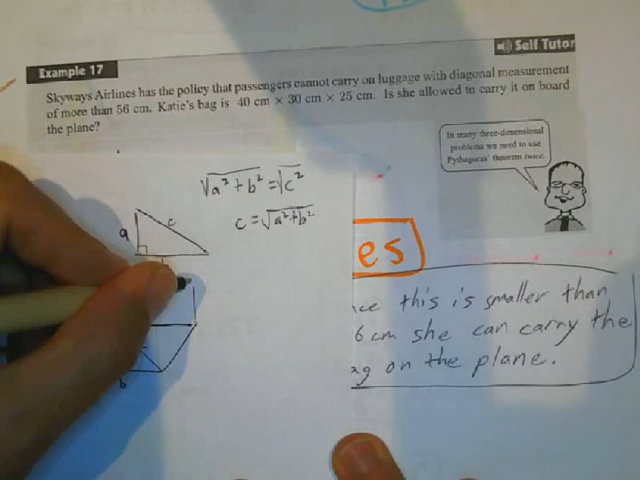 Self Tutor
Example 17
Skyways Airlines has the policy that passengers cannot carry on luggage with diagonal measurement
of more than 56 cm. Katie's bag is 40 cm × 30 cm × 25 cm. Is she allowed to carry it on board
the plane?
In many three-dimensional
problems we need to use
Pythagoras' theorem twice.
√a²+b² = √c²
c = √a²+b²
a
c
b
es
nce this is smaller than
6 cm she can carry the
ag on the plane.